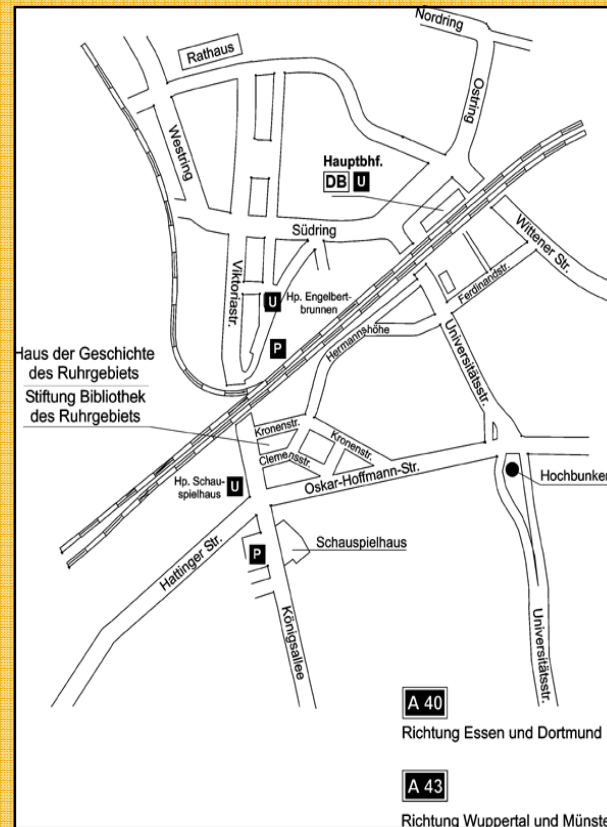 Nordring
Rathaus
Ostring
Westring
Hauptbhf.
DB U
Wittener Str.
Südring
Viktoriastr.
Ferdinandstr.
U Hp. Engelbert-
brunnen
P
Hermannshöhe
Universitätsstr.
Haus der Geschichte
des Ruhrgebiets
Stiftung Bibliothek
des Ruhrgebiets
Kronenstr.
Kronenstr.
Clemensstr.
Oskar-Hoffmann-Str.
Hp. Schau-
spielhaus U
Hochbunker
P
Schauspielhaus
Hattinger Str.
Königsallee
Universitätsstr.
A 40
Richtung Essen und Dortmund
A 43
Richtung Wuppertal und Münste